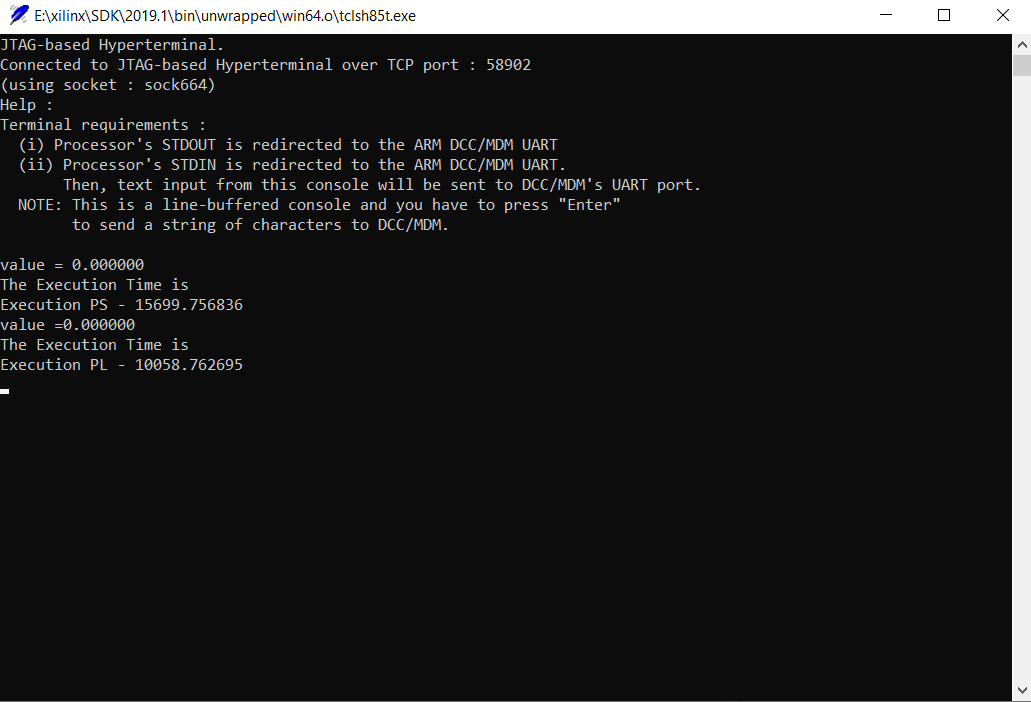 E:\xilinx\SDK\2019.1\bin\unwrapped\win64.o\tclsh85t.exe
JTAG-based Hyperterminal.
Connected to JTAG-based Hyperterminal over TCP port : 58902
(using socket : sock664)
Help :
Terminal requirements :
  (i) Processor's STDOUT is redirected to the ARM DCC/MDM UART
  (ii) Processor's STDIN is redirected to the ARM DCC/MDM UART.
       Then, text input from this console will be sent to DCC/MDM's UART port.
  NOTE: This is a line-buffered console and you have to press "Enter"
        to send a string of characters to DCC/MDM.
value = 0.000000
The Execution Time is
Execution PS - 15699.756836
value =0.000000
The Execution Time is
Execution PL - 10058.762695